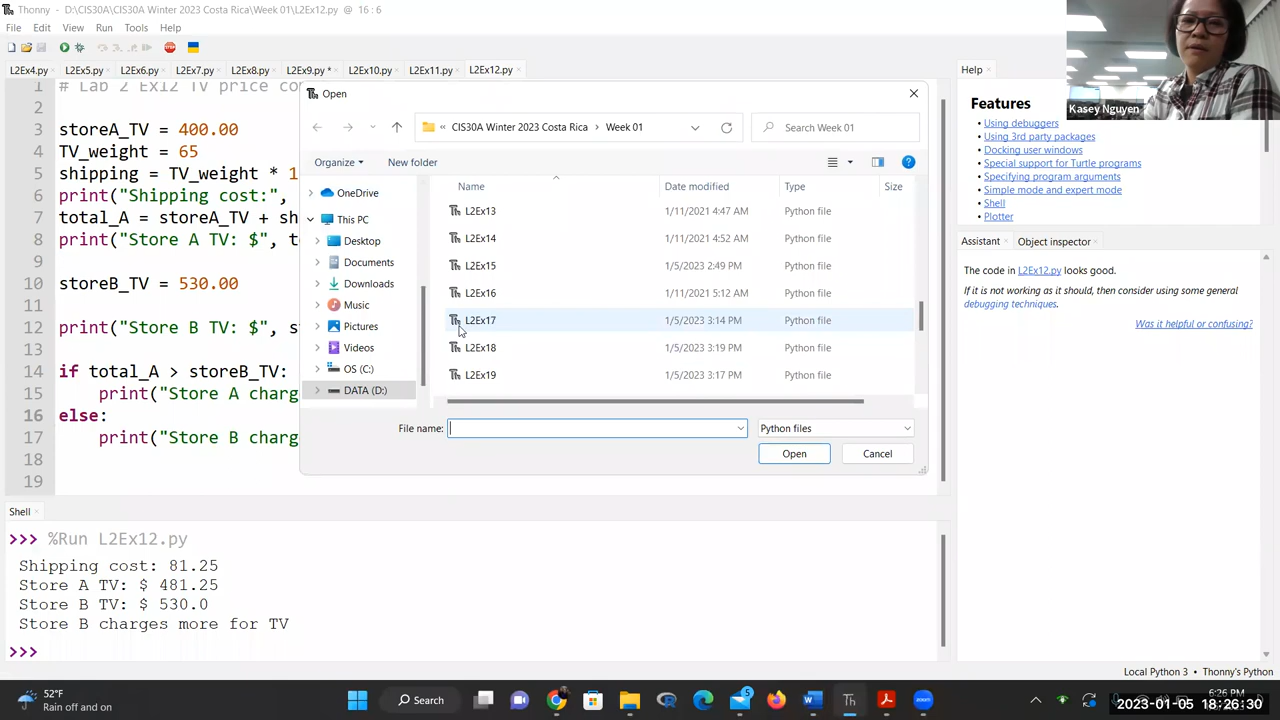 Thonny - D:\CIS30A\CIS30A Winter 2023 Costa Rica\Week 01\L2Ex12.py @ 16 : 6
File Edit View Run Tools Help
L2Ex4.py L2Ex5.py L2Ex6.py L2Ex7.py L2Ex8.py L2Ex9.py * L2Ex10.py L2Ex11.py L2Ex12.py
1 # Lab 2 Ex12 TV price co
2
3 storeA_TV = 400.00
4 TV_weight = 65
5 shipping = TV_weight * 1
6 print("Shipping cost:",
7 total_A = storeA_TV + sh
8 print("Store A TV: $", t
9
10 storeB_TV = 530.00
11
12 print("Store B TV: $", s
13
14 if total_A > storeB_TV:
15 print("Store A charg
16 else:
17 print("Store B charg
18
19
Open
« CIS30A Winter 2023 Costa Rica > Week 01
Search Week 01
Organize New folder
OneDrive
This PC
Desktop
Documents
Downloads
Music
Pictures
Videos
OS (C:)
DATA (D:)
Name Date modified Type Size
L2Ex13 1/11/2021 4:47 AM Python file
L2Ex14 1/11/2021 4:52 AM Python file
L2Ex15 1/5/2023 2:49 PM Python file
L2Ex16 1/11/2021 5:12 AM Python file
L2Ex17 1/5/2023 3:14 PM Python file
L2Ex18 1/5/2023 3:19 PM Python file
L2Ex19 1/5/2023 3:17 PM Python file
File name: Python files
Open Cancel
Shell
>>> %Run L2Ex12.py
Shipping cost: 81.25
Store A TV: $ 481.25
Store B TV: $ 530.0
Store B charges more for TV
>>>
Help
Features
Using debuggers
Using 3rd party packages
Docking user windows
Special support for Turtle programs
Specifying program arguments
Simple mode and expert mode
Shell
Plotter
Kasey Nguyen
Assistant Object inspector
The code in L2Ex12.py looks good.
If it is not working as it should, then consider using some general
debugging techniques.
Was it helpful or confusing?
Local Python 3 • Thonny's Python
52°F
Rain off and on
Search
5
6:26 PM
2023-01-05 18:26:30